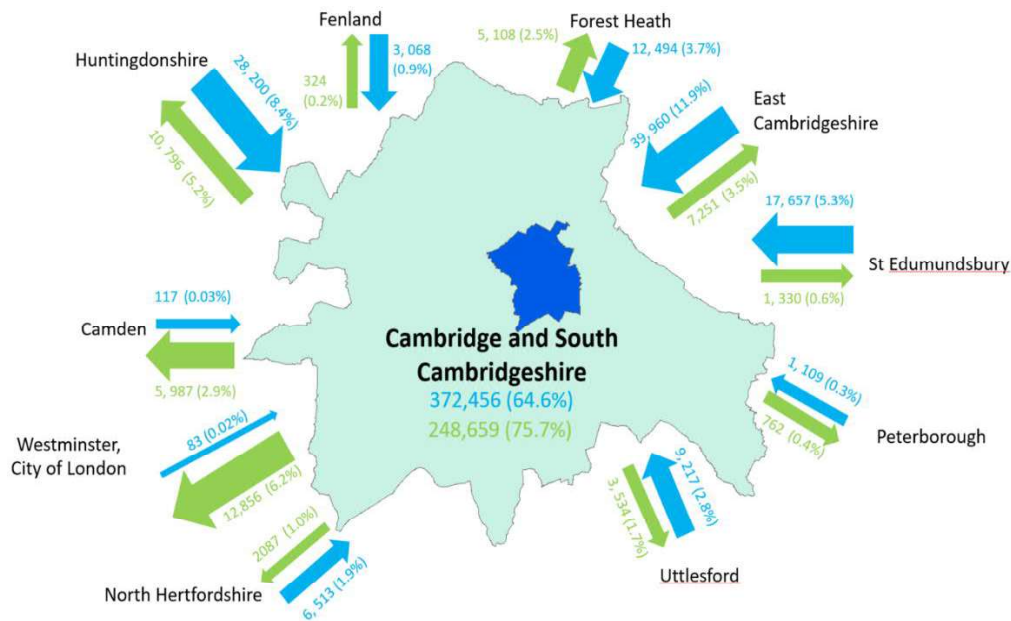 Fenland
3, 068
(0.9%)
324
(0.2%)
Forest Heath
5, 108 (2.5%)
12, 494 (3.7%)
Huntingdonshire
28, 200 (8.4%)
10, 796 (5.2%)
East
Cambridgeshire
39, 960 (11.9%)
7,251 (3.5%)
17, 657 (5.3%)
St Edumundsbury
1, 330 (0.6%)
117 (0.03%)
Camden
5, 987 (2.9%)
Cambridge and South
Cambridgeshire
372,456 (64.6%)
248,659 (75.7%)
1, 109 (0.3%)
762 (0.4%)
Peterborough
83 (0.02%)
Westminster,
City of London
12,856 (6.2%)
9, 217 (2.8%)
3, 534 (1.7%)
Uttlesford
2087 (1.0%)
North Hertfordshire
6, 513 (1.9%)